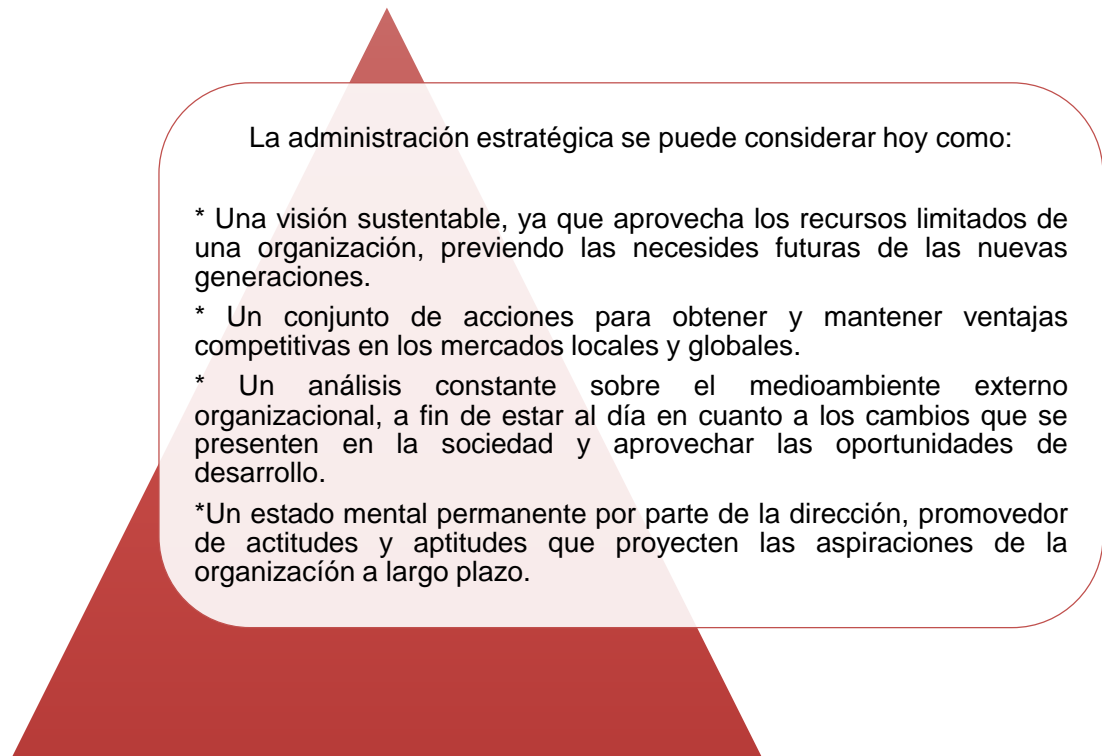 La administración estratégica se puede considerar hoy como:
* Una visión sustentable, ya que aprovecha los recursos limitados de
una organización, previendo las necesides futuras de las nuevas
generaciones.
* Un conjunto de acciones para obtener y mantener ventajas
competitivas en los mercados locales y globales.
* Un análisis constante sobre el medioambiente externo
organizacional, a fin de estar al día en cuanto a los cambios que se
presenten en la sociedad y aprovechar las oportunidades de
desarrollo.
*Un estado mental permanente por parte de la dirección, promovedor
de actitudes y aptitudes que proyecten las aspiraciones de la
organizacíón a largo plazo.